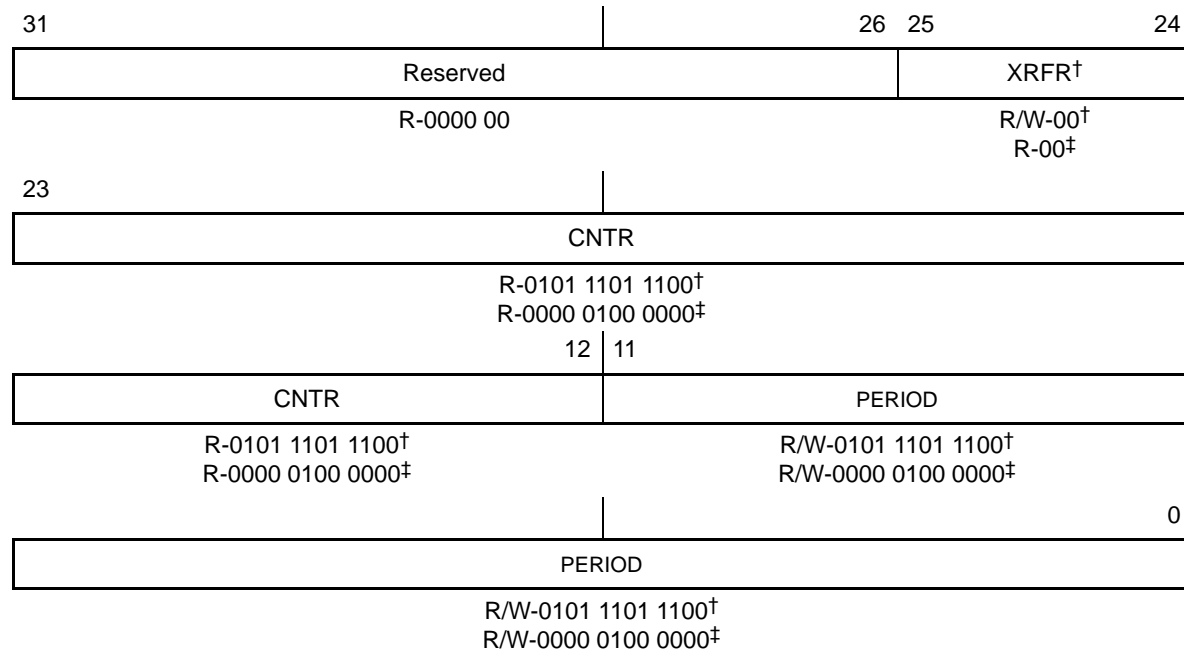 31 26 25 24
Reserved XRFR†
R-0000 00 R/W-00†
R-00‡
23
CNTR
R-0101 1101 1100†
R-0000 0100 0000‡
12 11
CNTR PERIOD
R-0101 1101 1100† R/W-0101 1101 1100†
R-0000 0100 0000‡ R/W-0000 0100 0000‡
0
PERIOD
R/W-0101 1101 1100†
R/W-0000 0100 0000‡